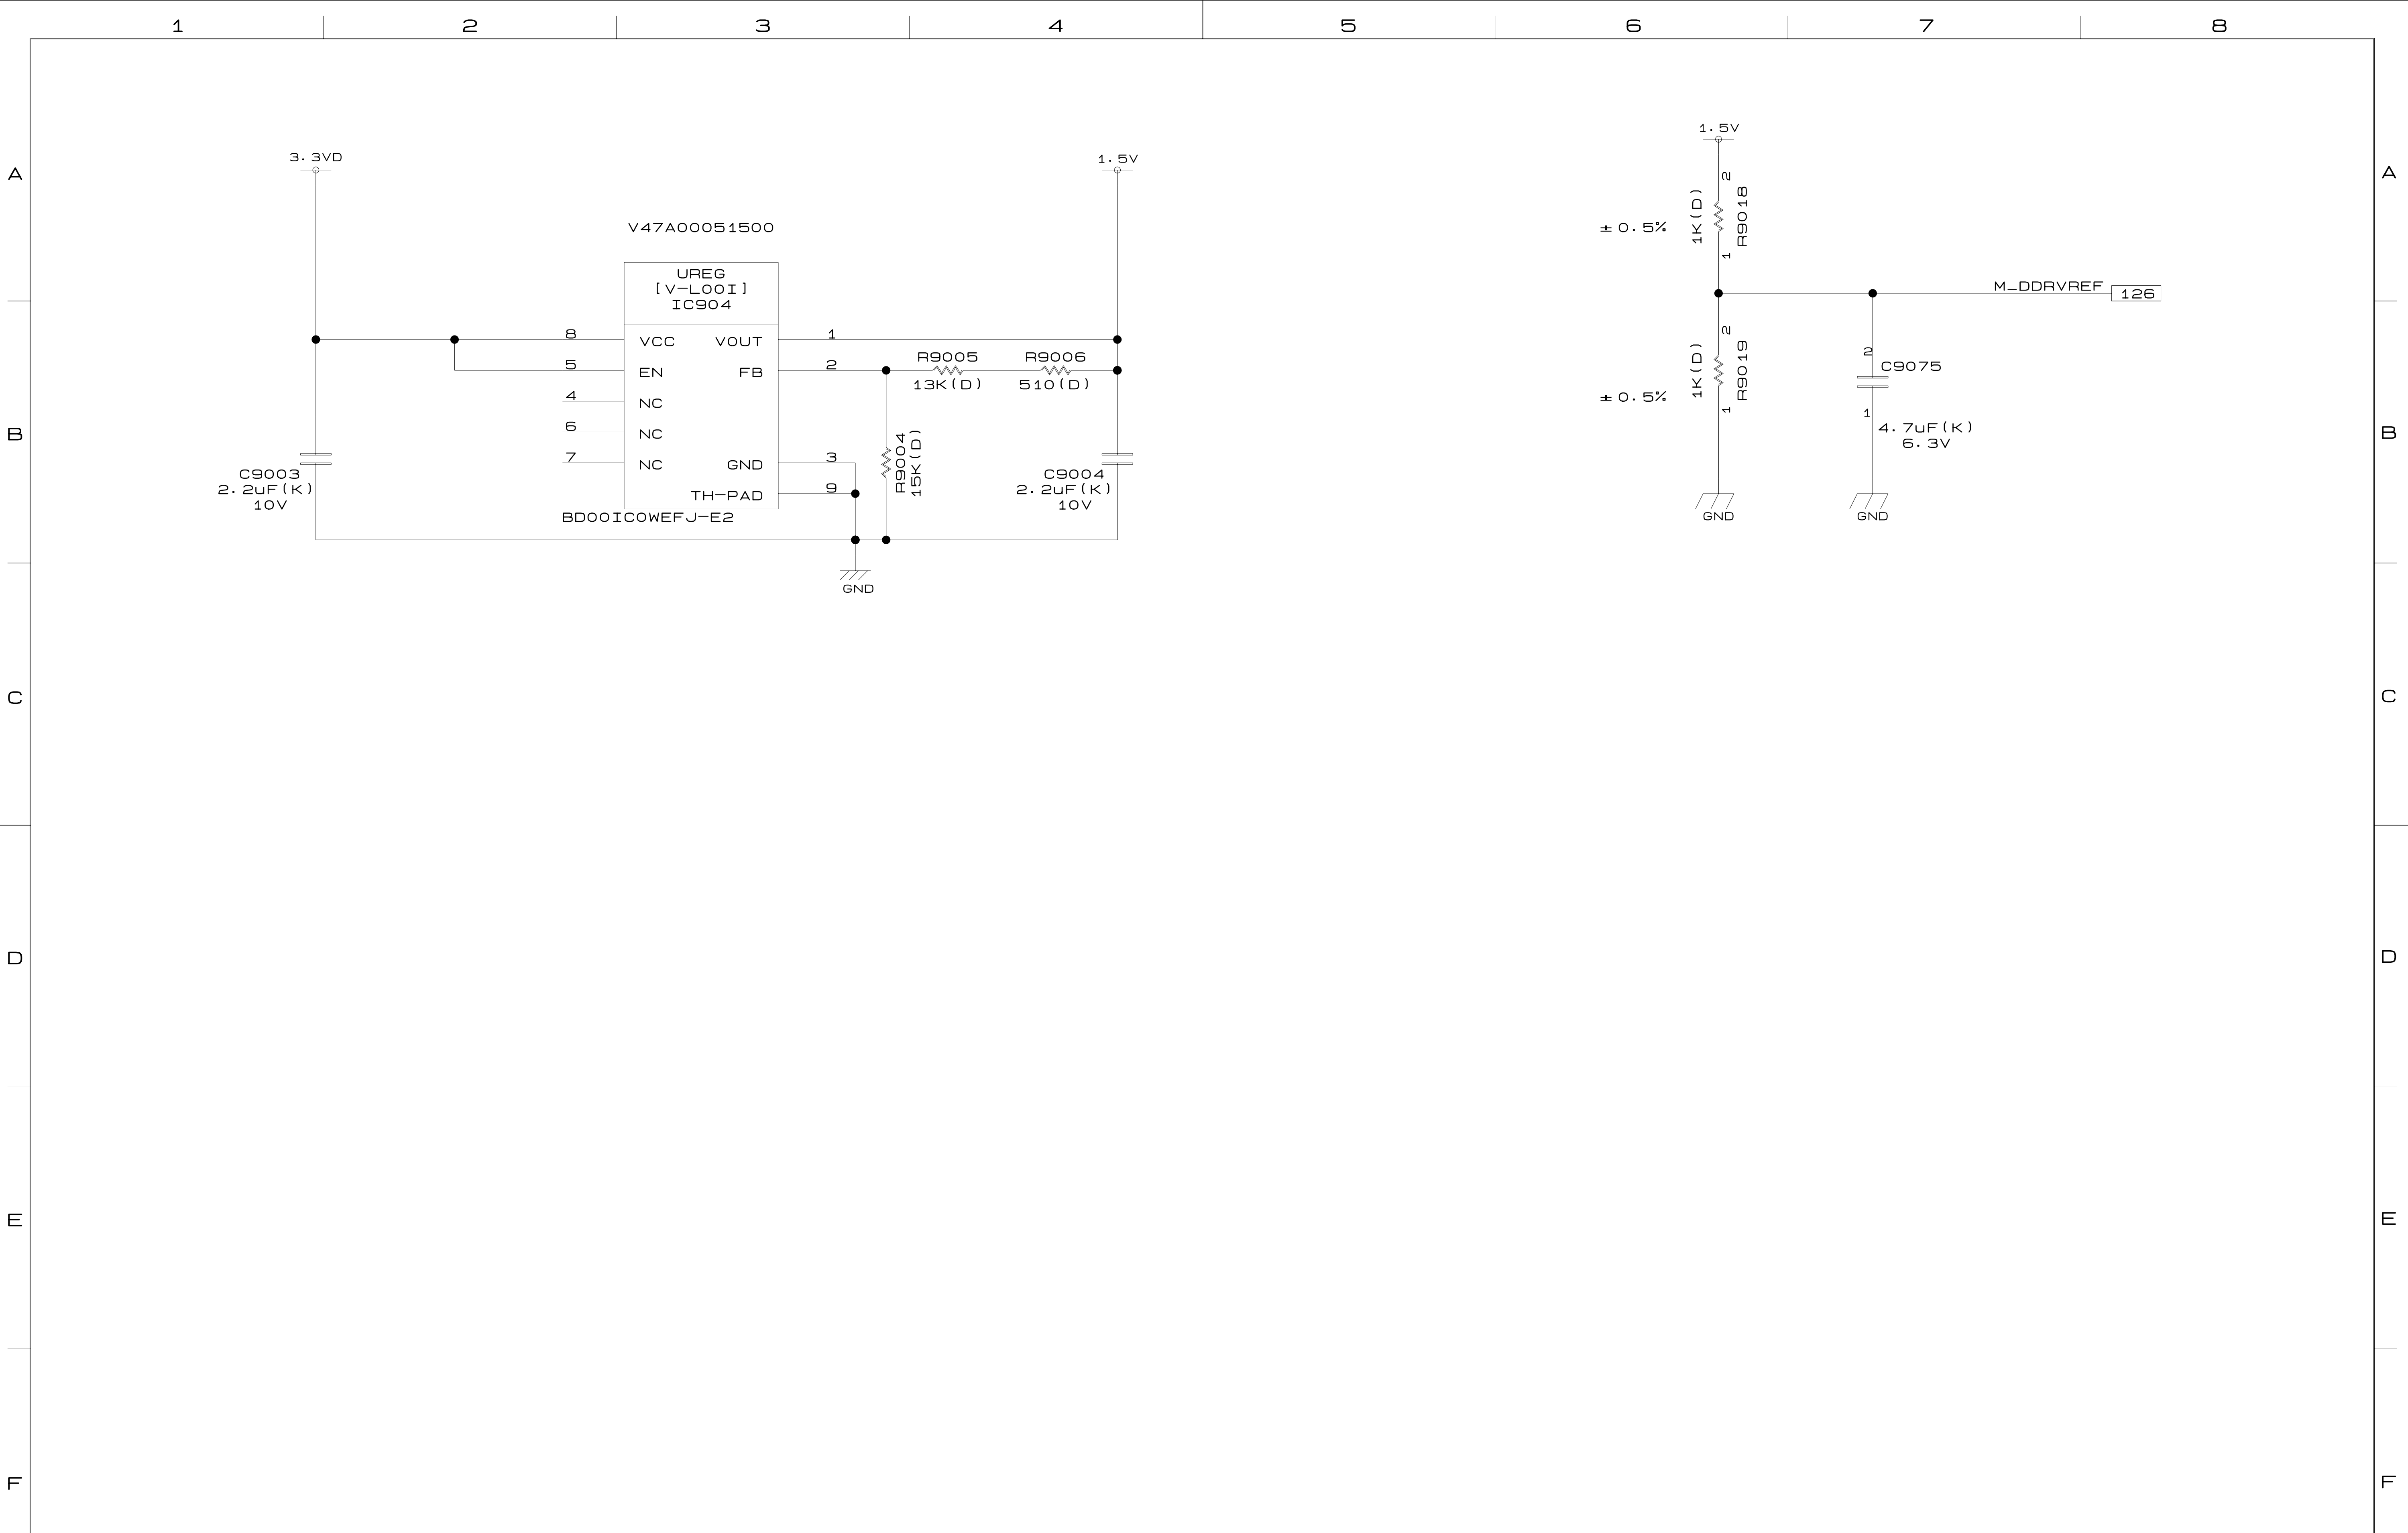 1 2 3 4 5 6 7 8
A A
3.3VD
1.5V
V47A00051500
UREG
[V-L00I]
IC904
8 VCC VOUT 1
5 EN FB 2
4 NC
6 NC
7 NC GND 3
TH-PAD 9
BD00IC0WEFJ-E2
R9005
13K(D)
R9006
510(D)
R9004
15K(D)
C9003
2.2uF(K)
10V
C9004
2.2uF(K)
10V
GND
1.5V
±0.5%
1K(D)
2
R9018
1
M_DDRVREF 126
±0.5%
1K(D)
2
R9019
1
GND
2
C9075
1
4.7uF(K)
6.3V
GND
B B
C C
D D
E E
F F